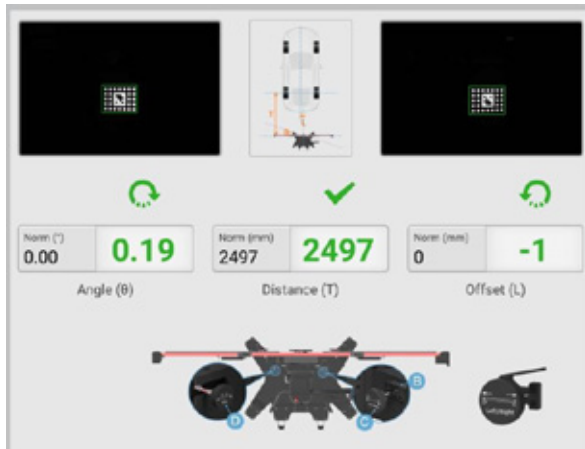 Norm (°)
0.00
0.19
Norm (mm)
2497
2497
Norm (mm)
0
-1
Angle (θ)
Distance (T)
Offset (L)
B
D
C